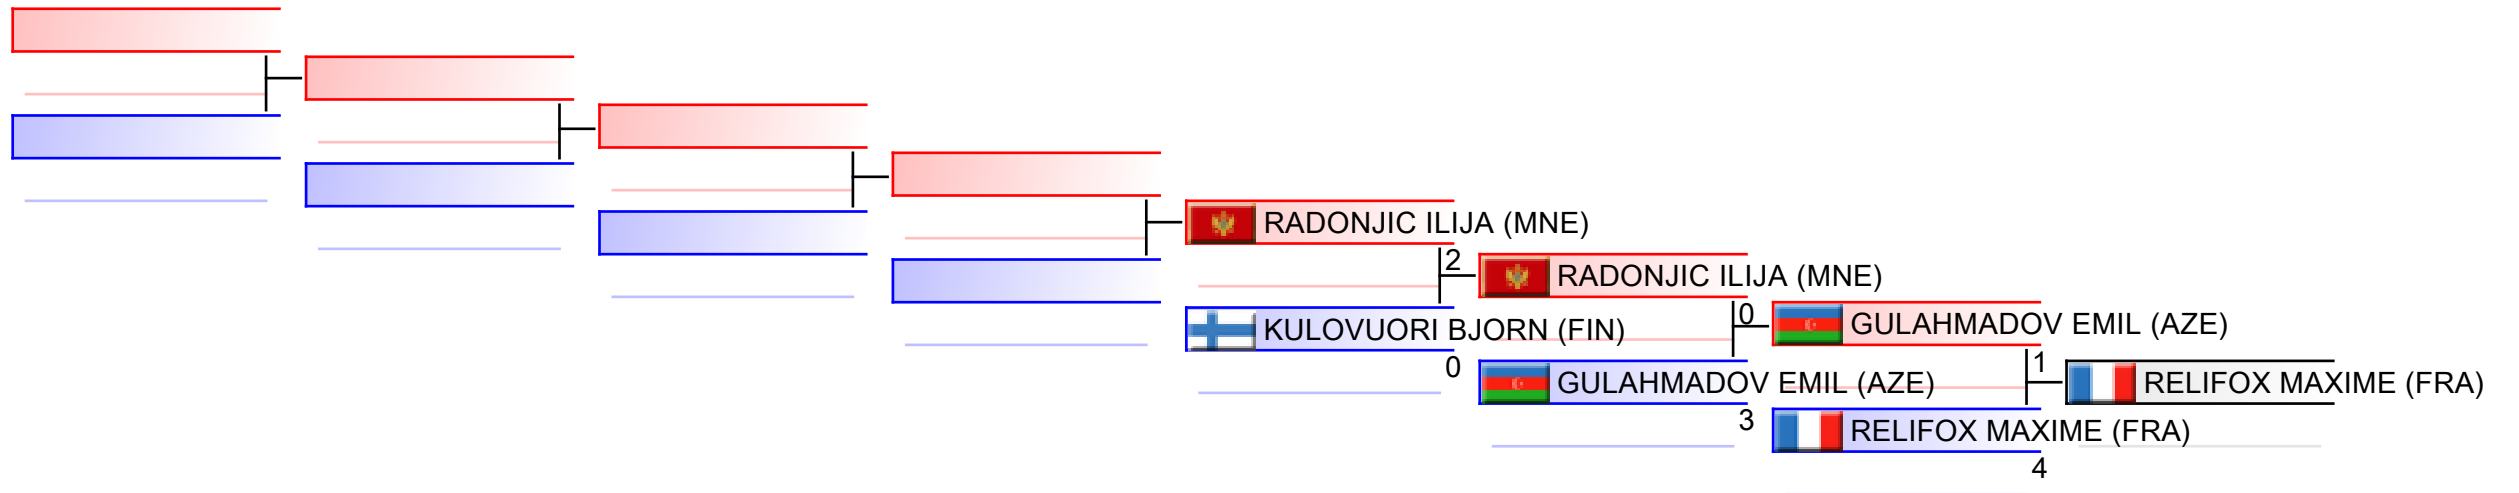 RADONJIC ILIJA (MNE)
2
KULOVUORI BJORN (FIN)
0
RADONJIC ILIJA (MNE)
0
GULAHMADOV EMIL (AZE)
3
GULAHMADOV EMIL (AZE)
1
RELIFOX MAXIME (FRA)
4
RELIFOX MAXIME (FRA)